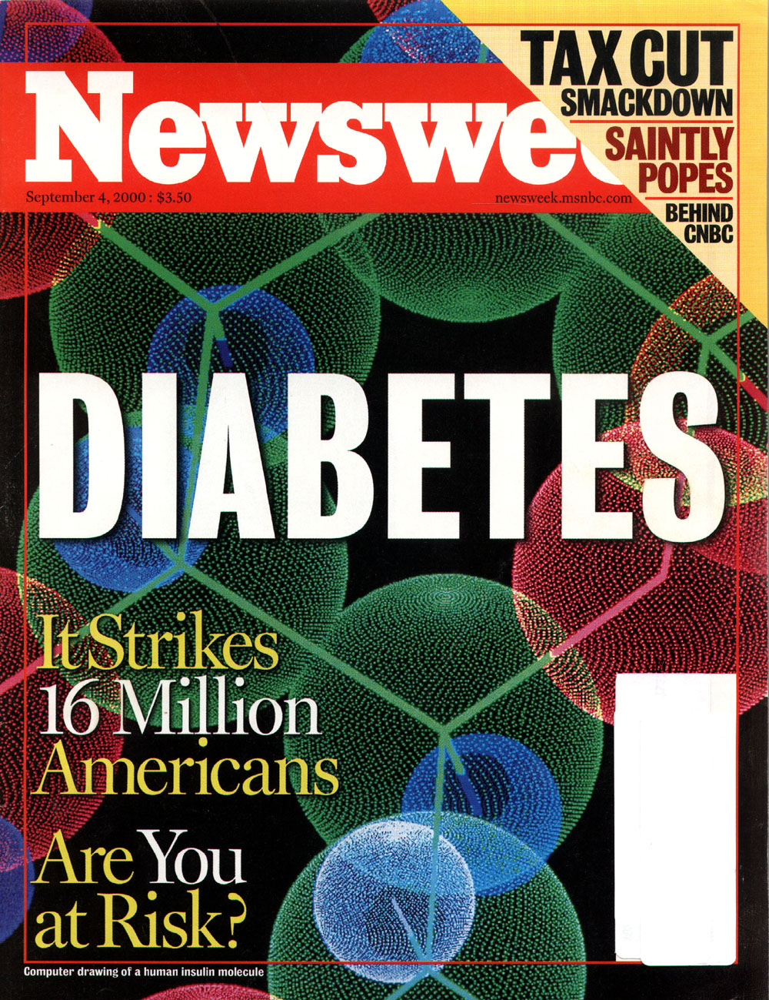 TAX CUT
SMACKDOWN
SAINTLY
POPES
BEHIND
CNBC
Newswee
September 4, 2000 : $3.50
newsweek.msnbc.com
DIABETES
It Strikes
16 Million
Americans
Are You
at Risk?
Computer drawing of a human insulin molecule